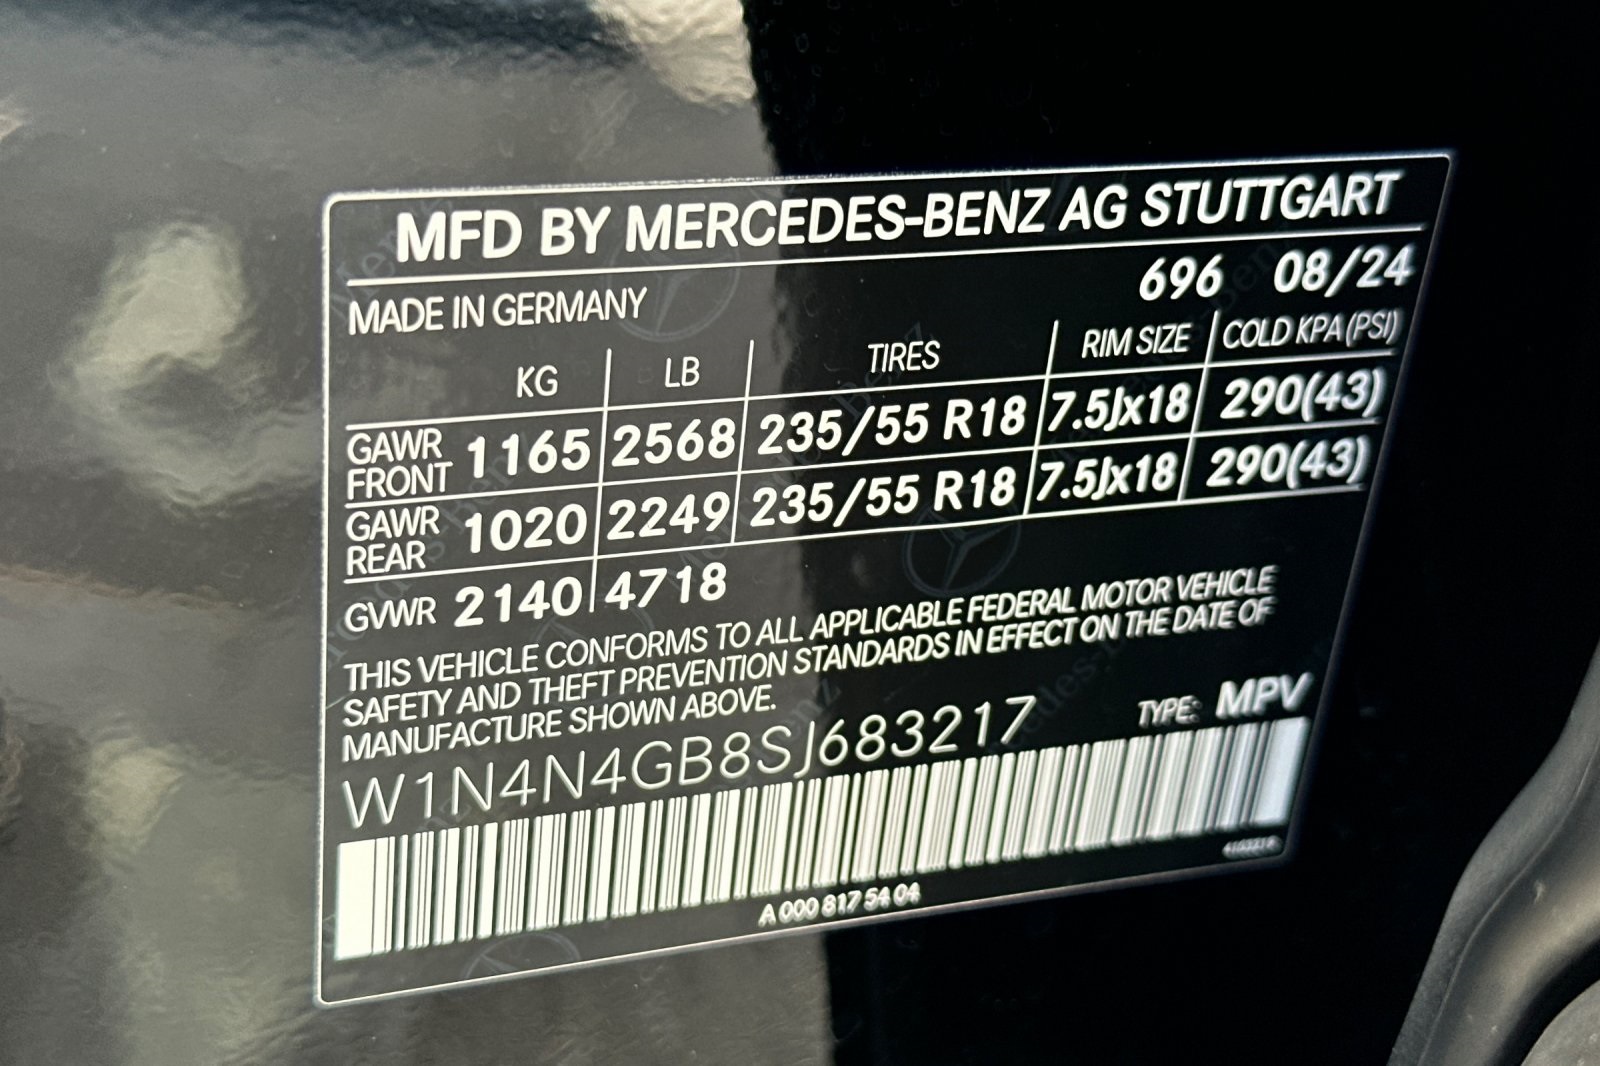 MFD BY MERCEDES-BENZ AG STUTTGART
MADE IN GERMANY 696 08/24
KG LB TIRES RIM SIZE COLD KPA(PSI)
GAWR FRONT 1165 2568 235/55 R18 7.5Jx18 290(43)
GAWR REAR 1020 2249 235/55 R18 7.5Jx18 290(43)
GVWR 2140 4718
THIS VEHICLE CONFORMS TO ALL APPLICABLE FEDERAL MOTOR VEHICLE
SAFETY AND THEFT PREVENTION STANDARDS IN EFFECT ON THE DATE OF
MANUFACTURE SHOWN ABOVE.
W1N4N4GB8SJ683217 TYPE: MPV
A 000 817 54 04